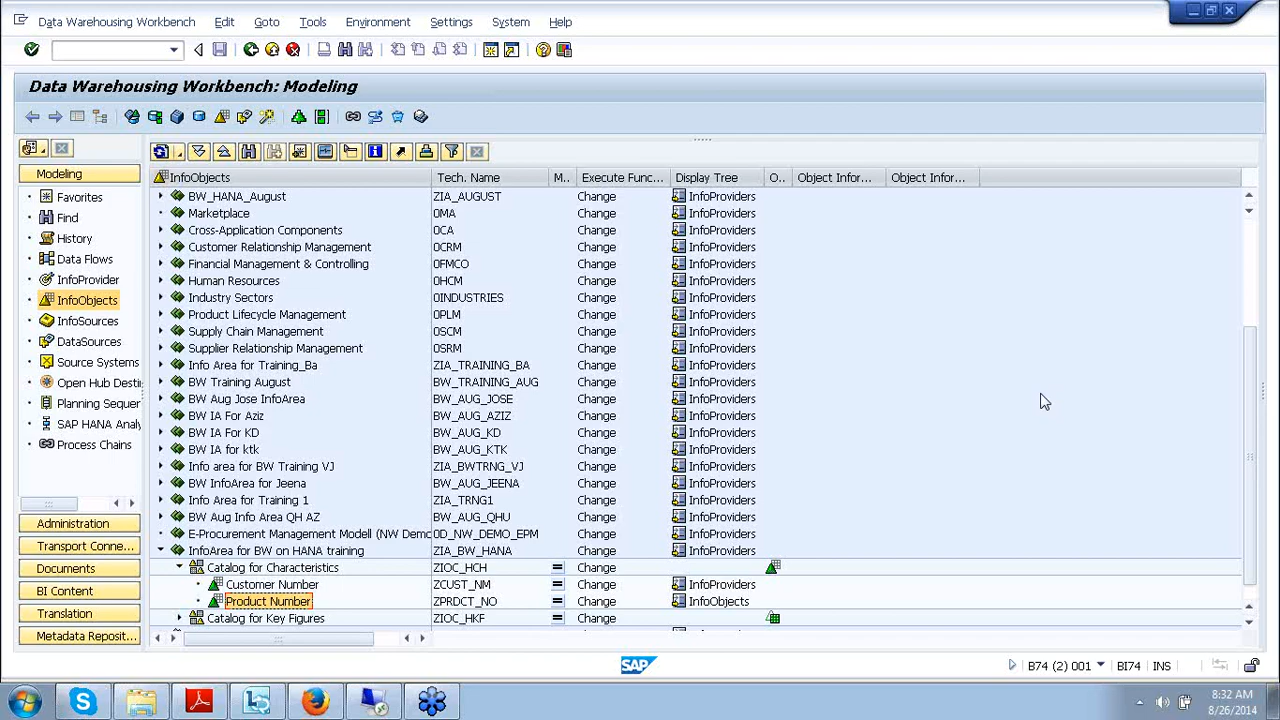 Data Warehousing Workbench Edit Goto Tools Environment Settings System Help
Data Warehousing Workbench: Modeling
Modeling
Favorites
Find
History
Data Flows
InfoProvider
InfoObjects
InfoSources
DataSources
Source Systems
Open Hub Desti
Planning Sequer
SAP HANA Analy
Process Chains
Administration
Transport Conne...
Documents
BI Content
Translation
Metadata Reposit...
InfoObjects Tech. Name M.. Execute Func... Display Tree O.. Object Infor... Object Infor...
BW_HANA_August ZIA_AUGUST Change InfoProviders
Marketplace 0MA Change InfoProviders
Cross-Application Components 0CA Change InfoProviders
Customer Relationship Management 0CRM Change InfoProviders
Financial Management & Controlling 0FMCO Change InfoProviders
Human Resources 0HCM Change InfoProviders
Industry Sectors 0INDUSTRIES Change InfoProviders
Product Lifecycle Management 0PLM Change InfoProviders
Supply Chain Management 0SCM Change InfoProviders
Supplier Relationship Management 0SRM Change InfoProviders
Info Area for Training_Ba ZIA_TRAINING_BA Change InfoProviders
BW Training August BW_TRAINING_AUG Change InfoProviders
BW Aug Jose InfoArea BW_AUG_JOSE Change InfoProviders
BW IA For Aziz BW_AUG_AZIZ Change InfoProviders
BW IA For KD BW_AUG_KD Change InfoProviders
BW IA for ktk BW_AUG_KTK Change InfoProviders
Info area for BW Training VJ ZIA_BWTRNG_VJ Change InfoProviders
BW InfoArea for Jeena BW_AUG_JEENA Change InfoProviders
Info Area for Training 1 ZIA_TRNG1 Change InfoProviders
BW Aug Info Area QH AZ BW_AUG_QHU Change InfoProviders
E-Procurement Management Modell (NW Demo 0D_NW_DEMO_EPM Change InfoProviders
InfoArea for BW on HANA training ZIA_BW_HANA Change InfoProviders
Catalog for Characteristics ZIOC_HCH = Change
Customer Number ZCUST_NM = Change InfoProviders
Product Number ZPRDCT_NO = Change InfoObjects
Catalog for Key Figures ZIOC_HKF = Change
SAP B74 (2) 001 BI74 INS
8:32 AM
8/26/2014